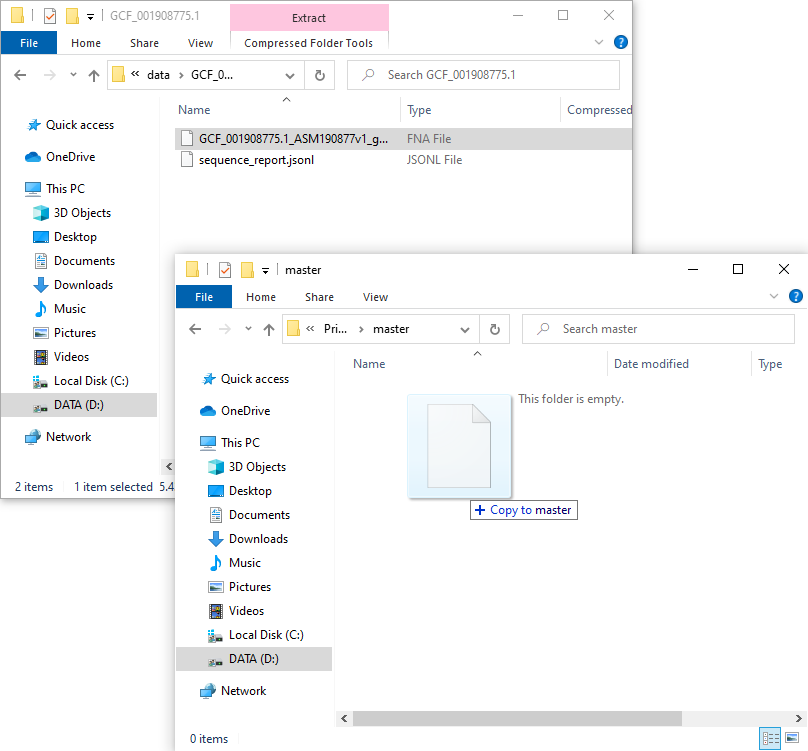 GCF_001908775.1
Extract
File
Home
Share
View
Compressed Folder Tools
« data > GCF_0...
Search GCF_001908775.1
Name
Type
Compressed
GCF_001908775.1_ASM190877v1_g... FNA File
sequence_report.jsonl JSONL File
Quick access
OneDrive
This PC
3D Objects
Desktop
Documents
Downloads
Music
Pictures
Videos
Local Disk (C:)
DATA (D:)
Network
2 items 1 item selected 5.4
master
File
Home
Share
View
« Pri... > master
Search master
Name
Date modified
Type
This folder is empty.
+ Copy to master
Quick access
OneDrive
This PC
3D Objects
Desktop
Documents
Downloads
Music
Pictures
Videos
Local Disk (C:)
DATA (D:)
Network
0 items